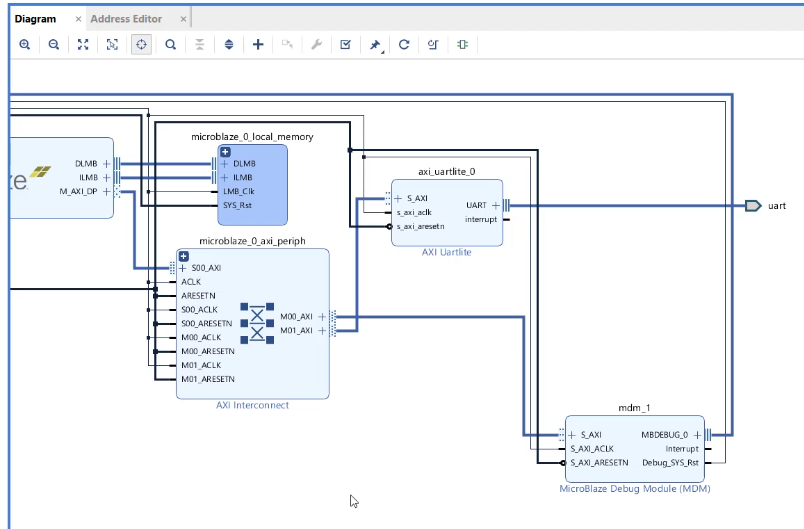 Diagram × Address Editor ×
microblaze_0_local_memory
DLMB
ILMB
LMB_Clk
SYS_Rst
ze
DLMB
ILMB
M_AXI_DP
axi_uartlite_0
S_AXI
s_axi_aclk
s_axi_aresetn
UART
interrupt
AXI Uartlite
uart
microblaze_0_axi_periph
S00_AXI
ACLK
ARESETN
S00_ACLK
S00_ARESETN
M00_ACLK
M00_ARESETN
M01_ACLK
M01_ARESETN
M00_AXI
M01_AXI
AXI Interconnect
mdm_1
S_AXI
S_AXI_ACLK
S_AXI_ARESETN
MBDEBUG_0
Interrupt
Debug_SYS_Rst
MicroBlaze Debug Module (MDM)